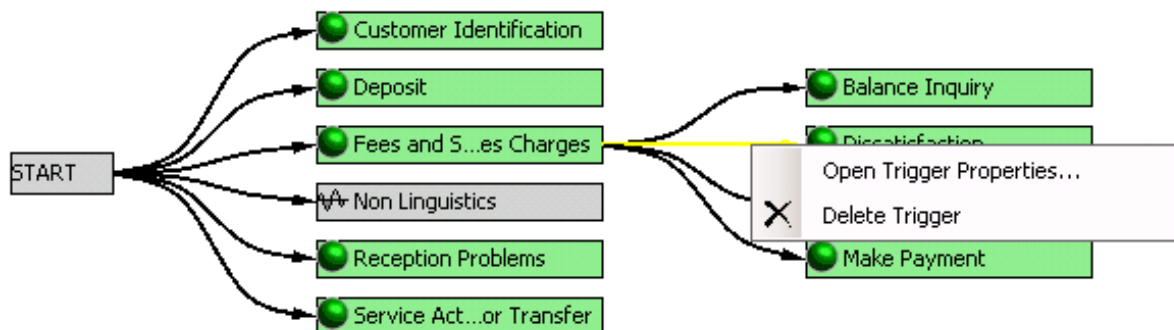 Customer Identification
Deposit
Balance Inquiry
Fees and S...es Charges
Dissatisfaction
START
Open Trigger Properties...
Non Linguistics
Delete Trigger
Reception Problems
Make Payment
Service Act...or Transfer